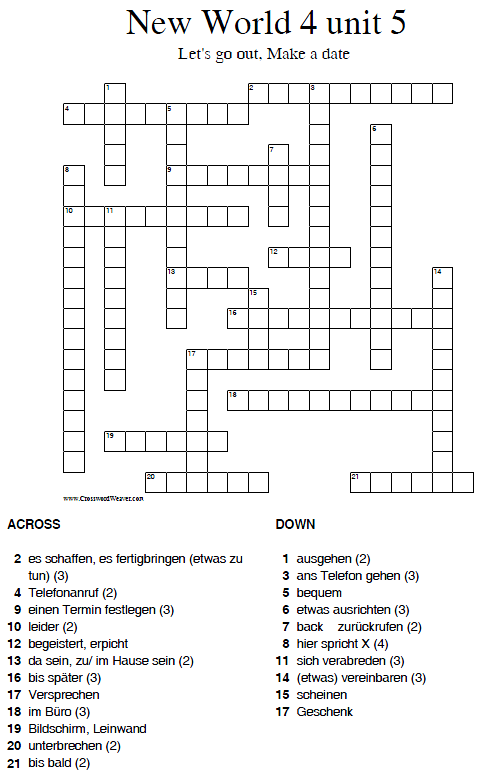 New World 4 unit 5
Let's go out, Make a date
1
2
3
4
5
6
7
8
9
10
11
12
13
14
15
16
17
18
19
20
21
www.CrosswordWeaver.com
ACROSS
2 es schaffen, es fertigbringen (etwas zu
tun) (3)
4 Telefonanruf (2)
9 einen Termin festlegen (3)
10 leider (2)
12 begeistert, erpicht
13 da sein, zu/ im Hause sein (2)
16 bis später (3)
17 Versprechen
18 im Büro (3)
19 Bildschirm, Leinwand
20 unterbrechen (2)
21 bis bald (2)
DOWN
1 ausgehen (2)
3 ans Telefon gehen (3)
5 bequem
6 etwas ausrichten (3)
7 back zurückrufen (2)
8 hier spricht X (4)
11 sich verabreden (3)
14 (etwas) vereinbaren (3)
15 scheinen
17 Geschenk